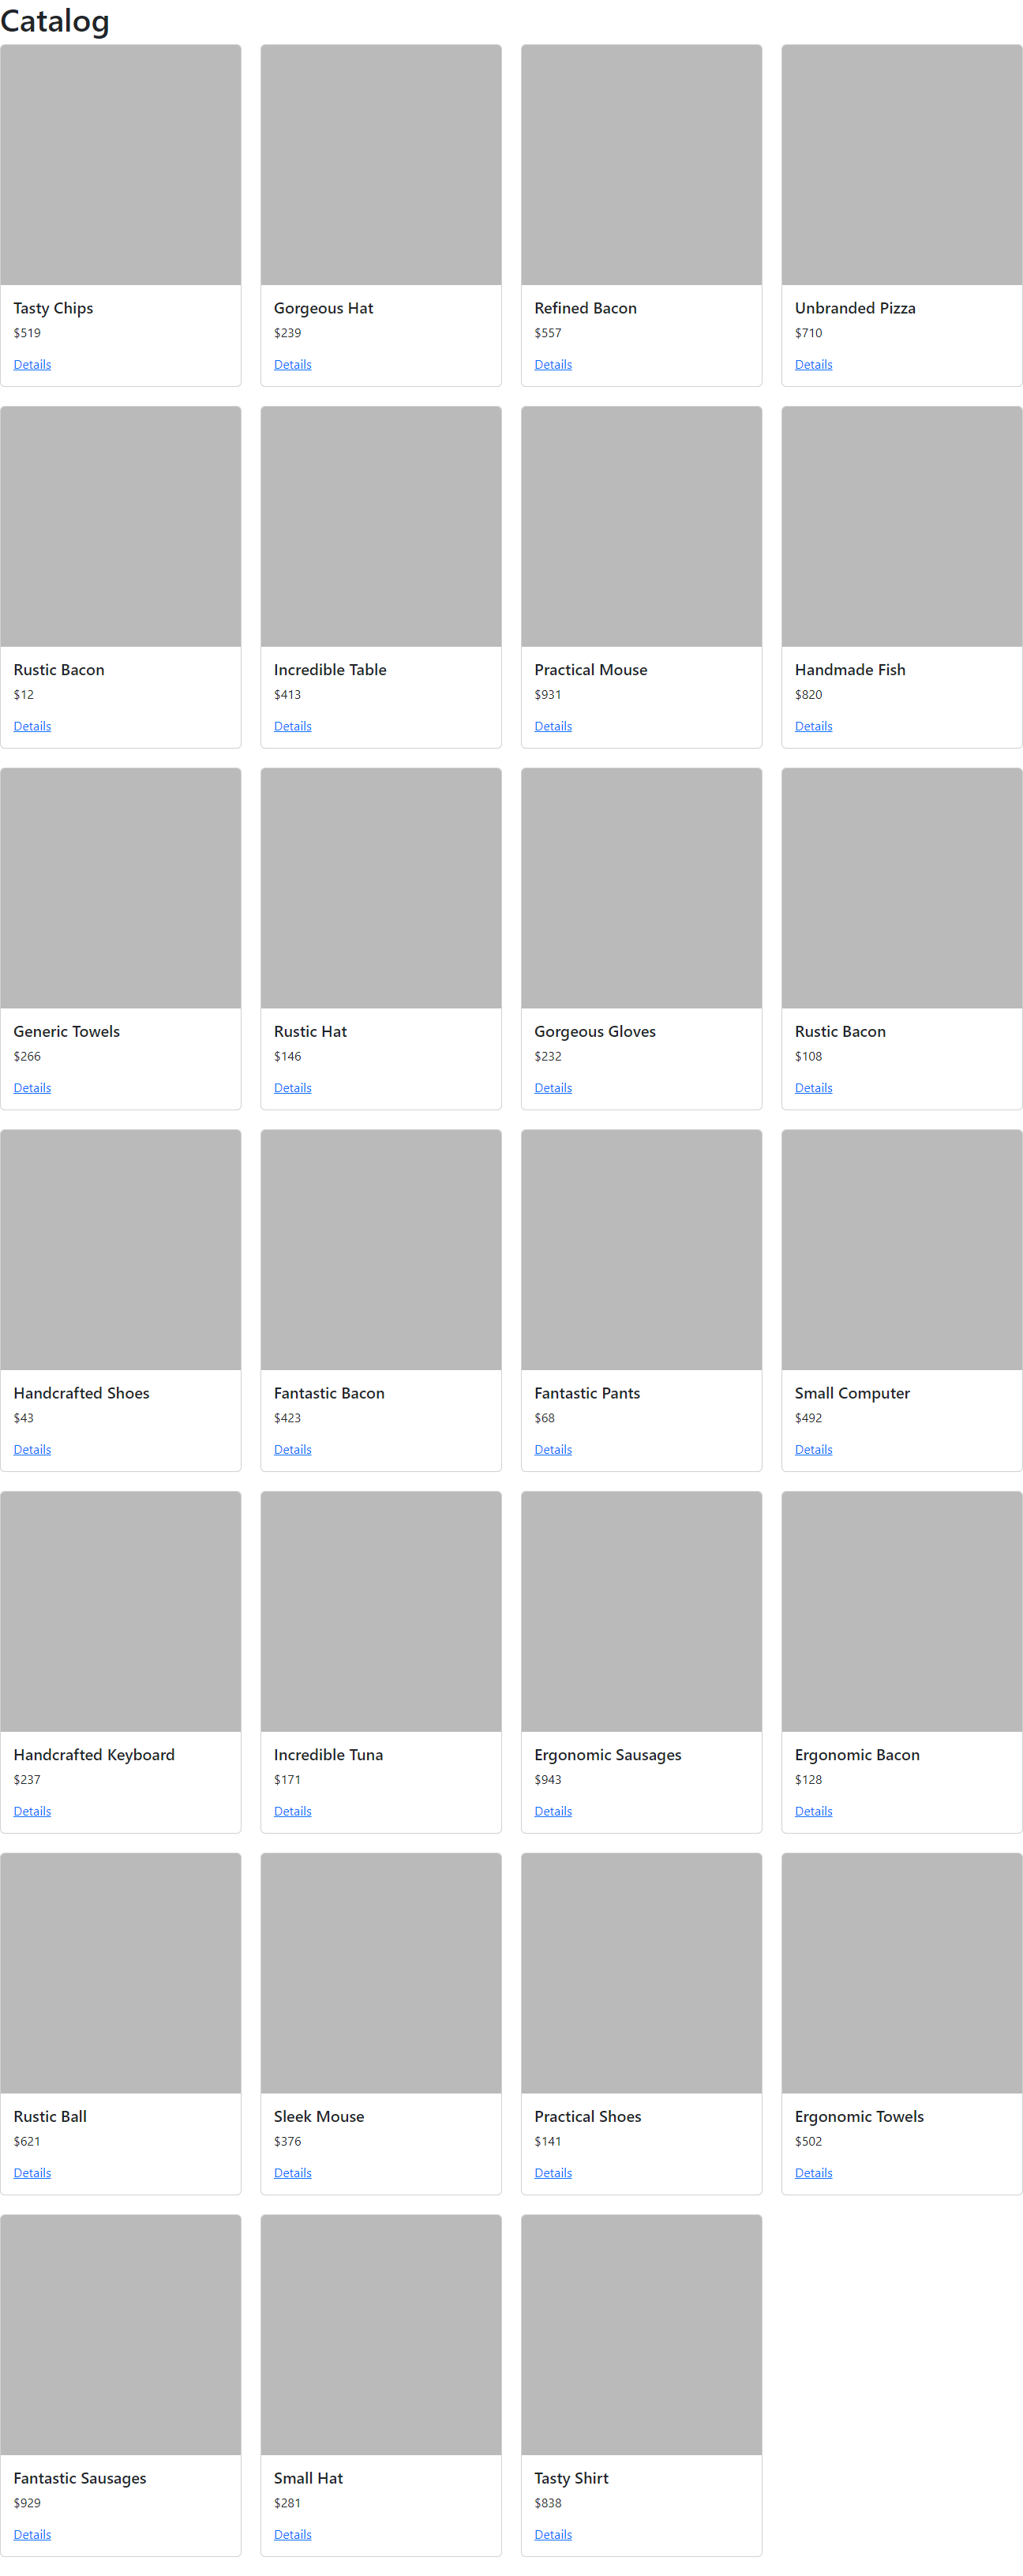 Catalog
Tasty Chips
$519
Details
Gorgeous Hat
$239
Details
Refined Bacon
$557
Details
Unbranded Pizza
$710
Details
Rustic Bacon
$12
Details
Incredible Table
$413
Details
Practical Mouse
$931
Details
Handmade Fish
$820
Details
Generic Towels
$266
Details
Rustic Hat
$146
Details
Gorgeous Gloves
$232
Details
Rustic Bacon
$108
Details
Handcrafted Shoes
$43
Details
Fantastic Bacon
$423
Details
Fantastic Pants
$68
Details
Small Computer
$492
Details
Handcrafted Keyboard
$237
Details
Incredible Tuna
$171
Details
Ergonomic Sausages
$943
Details
Ergonomic Bacon
$128
Details
Rustic Ball
$621
Details
Sleek Mouse
$376
Details
Practical Shoes
$141
Details
Ergonomic Towels
$502
Details
Fantastic Sausages
$929
Details
Small Hat
$281
Details
Tasty Shirt
$838
Details